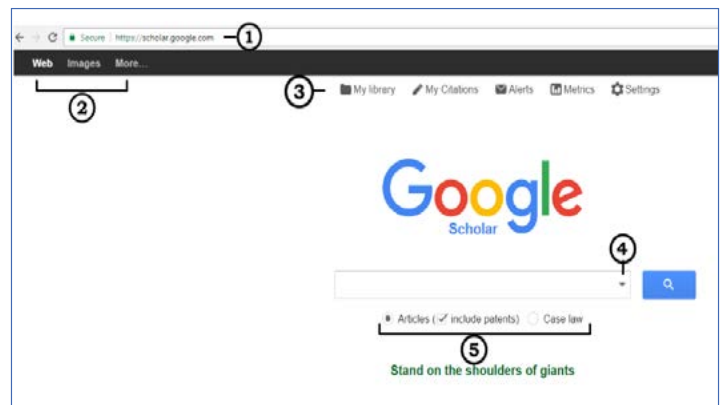 Secure https://scholar.google.com 1
Web Images More...
2
3 My library My Citations Alerts Metrics Settings
Google
Scholar
4
Articles (✓ include patents) Case law
5
Stand on the shoulders of giants